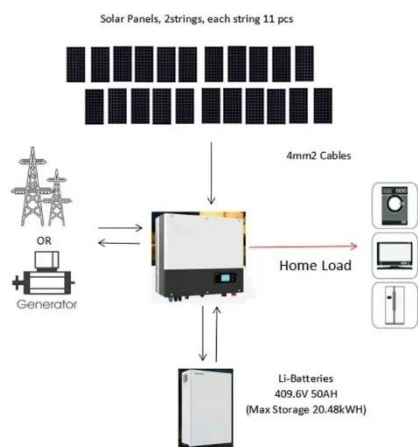 Solar Panels, 2strings, each string 11 pcs
4mm2 Cables
OR
Generator
Home Load
Li-Batteries
409.6V 50AH
(Max Storage 20.48kWH)